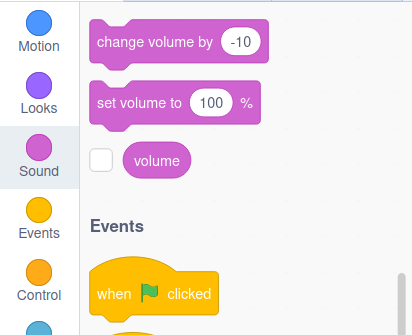 Motion
Looks
Sound
Events
Control
change volume by -10
set volume to 100 %
volume
Events
when clicked